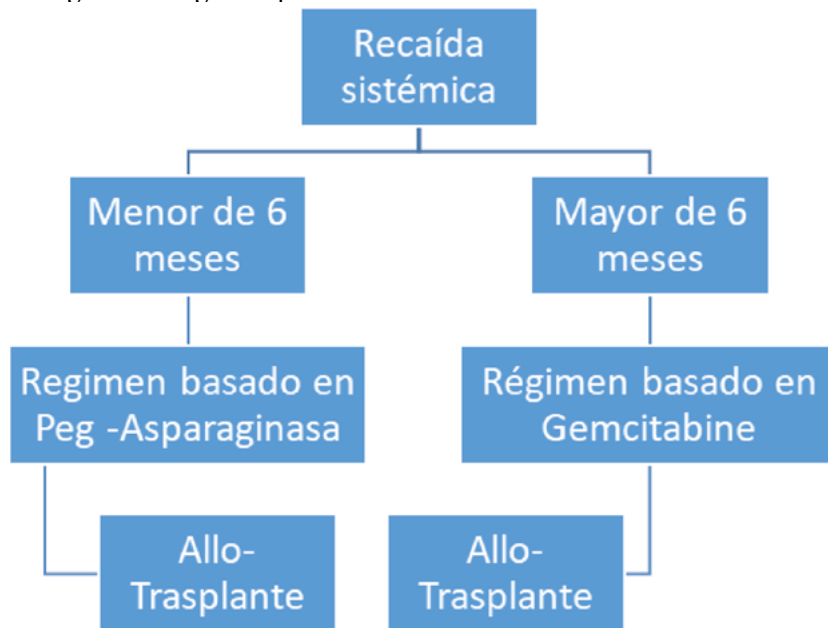 Recaída
sistémica
Menor de 6
meses
Mayor de 6
meses
Regimen basado en
Peg -Asparaginasa
Régimen basado en
Gemcitabine
Allo-
Trasplante
Allo-
Trasplante